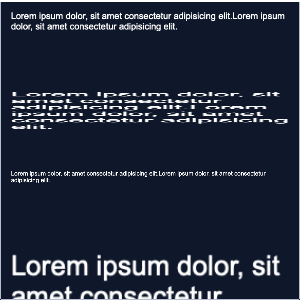 Lorem ipsum dolor, sit amet consectetur adipisicing elit.Lorem ipsum
dolor, sit amet consectetur adipisicing elit.
Lorem ipsum dolor, sit
amet consectetur
adipisicing elit.Lorem
ipsum dolor, sit amet
consectetur adipisicing
elit.
Lorem ipsum dolor, sit amet consectetur adipisicing elit.Lorem ipsum dolor, sit amet consectetur
adipisicing elit.
Lorem ipsum dolor, sit
amet consectetur